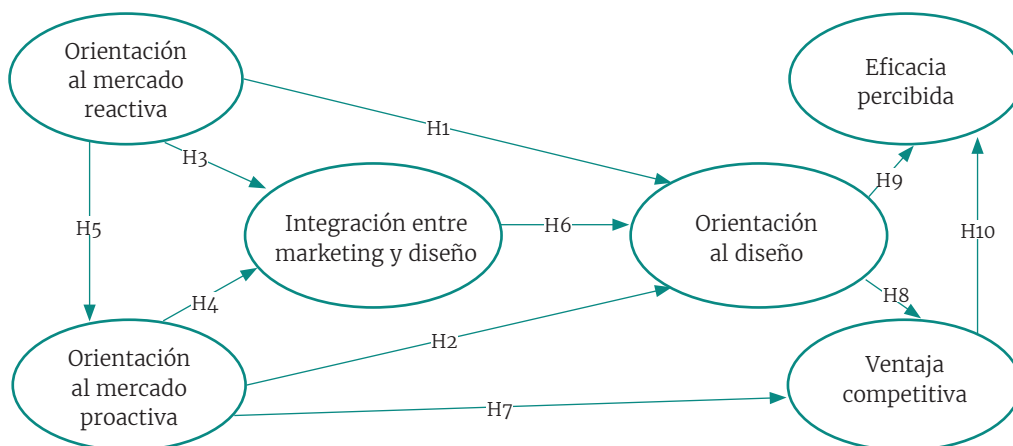 Orientación
al mercado
reactiva
Eficacia
percibida
H1
H3
H5
Integración entre
marketing y diseño
H6
Orientación
al diseño
H9
H10
H4
H8
H2
Orientación
al mercado
proactiva
H7
Ventaja
competitiva